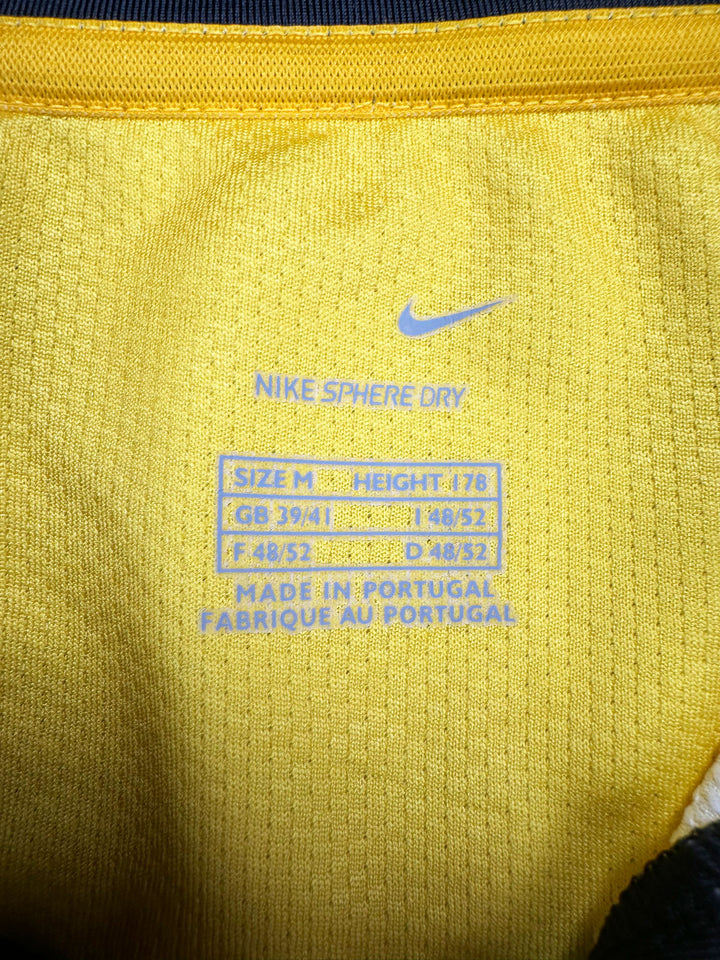 NIKE SPHERE DRY
SIZE M HEIGHT 178
GB 39/41 I 48/52
F 48/52 D 48/52
MADE IN PORTUGAL
FABRIQUE AU PORTUGAL